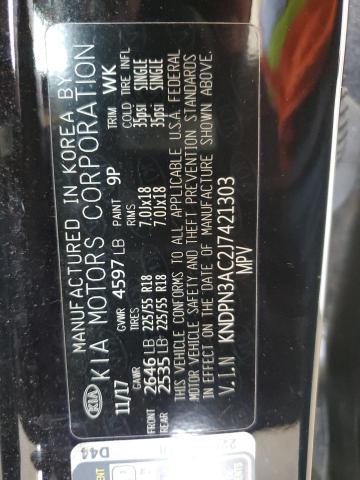 KIA
MANUFACTURED IN KOREA BY
KIA MOTORS CORPORATION
11/17 GVWR 4597 LB PAINT 9P TRIM WK
GAWR TIRES RIMS COLD TIRE INFL
FRONT 2646 LB 225/55 R18 7.0Jx18 35psi SINGLE
REAR 2535 LB 225/55 R18 7.0Jx18 35psi SINGLE
THIS VEHICLE CONFORMS TO ALL APPLICABLE U.S.A. FEDERAL
MOTOR VEHICLE SAFETY AND THEFT PREVENTION STANDARDS
IN EFFECT ON THE DATE OF MANUFACTURE SHOWN ABOVE.
V.I.N KNDPN3AC2J7421303
MPV
D44